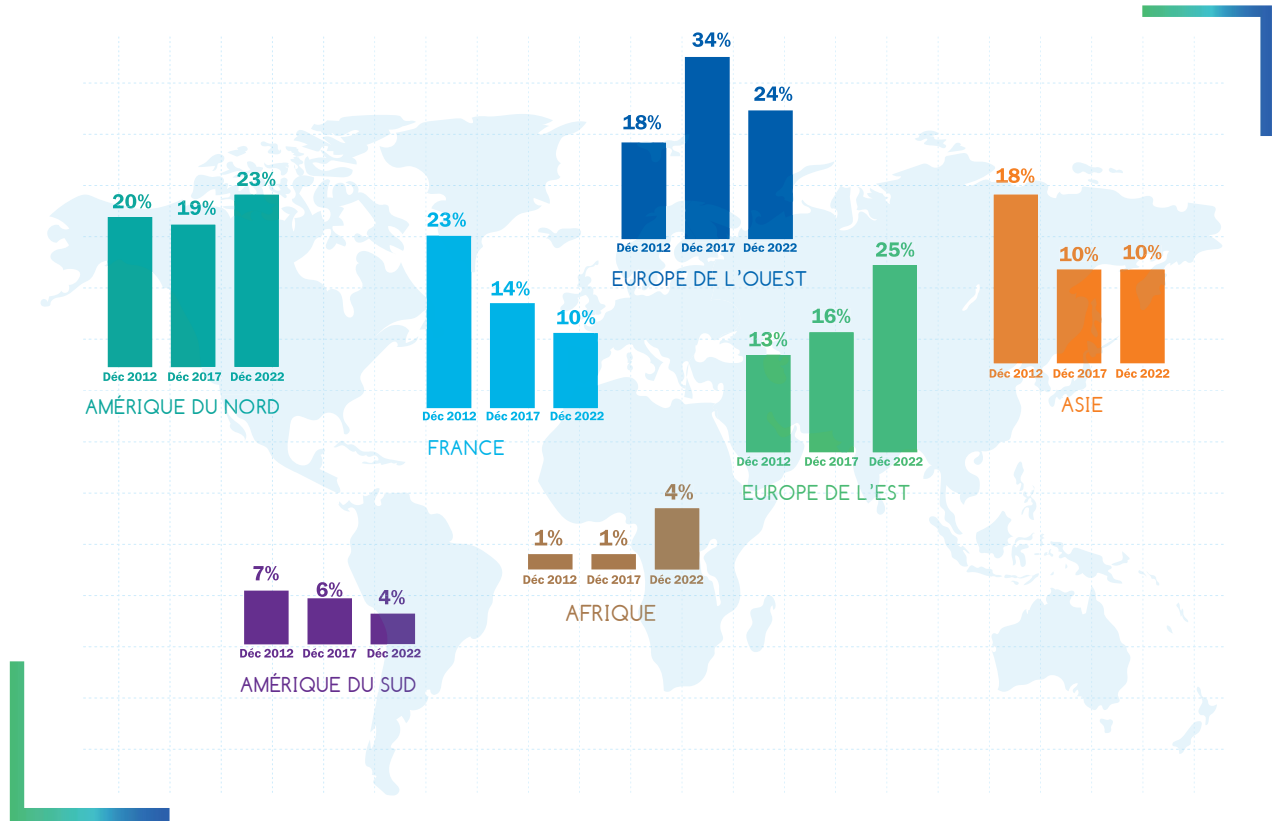 34%
24%
18%
Déc 2012 Déc 2017 Déc 2022
EUROPE DE L'OUEST
20%
19%
23%
Déc 2012 Déc 2017 Déc 2022
AMÉRIQUE DU NORD
23%
14%
10%
Déc 2012 Déc 2017 Déc 2022
FRANCE
13%
16%
25%
Déc 2012 Déc 2017 Déc 2022
EUROPE DE L'EST
18%
10%
10%
Déc 2012 Déc 2017 Déc 2022
ASIE
1%
1%
4%
Déc 2012 Déc 2017 Déc 2022
AFRIQUE
7%
6%
4%
Déc 2012 Déc 2017 Déc 2022
AMÉRIQUE DU SUD